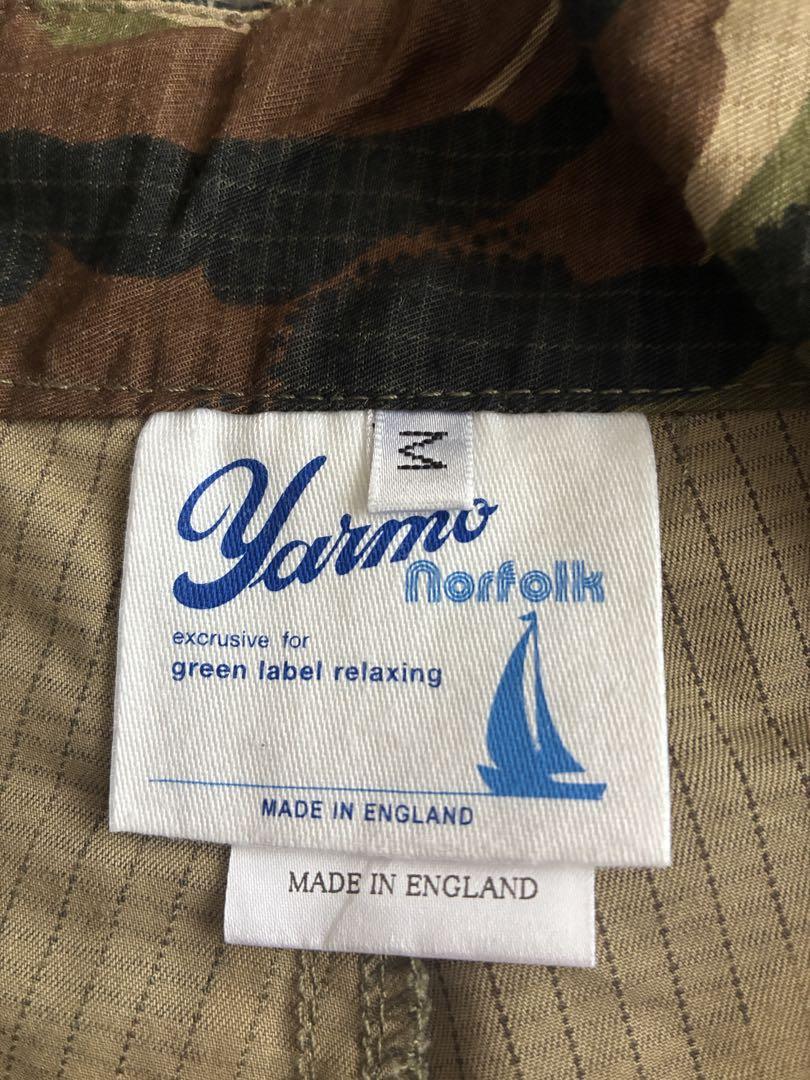 M
Yarmo
norfolk
excrusive for
green label relaxing
MADE IN ENGLAND
MADE IN ENGLAND